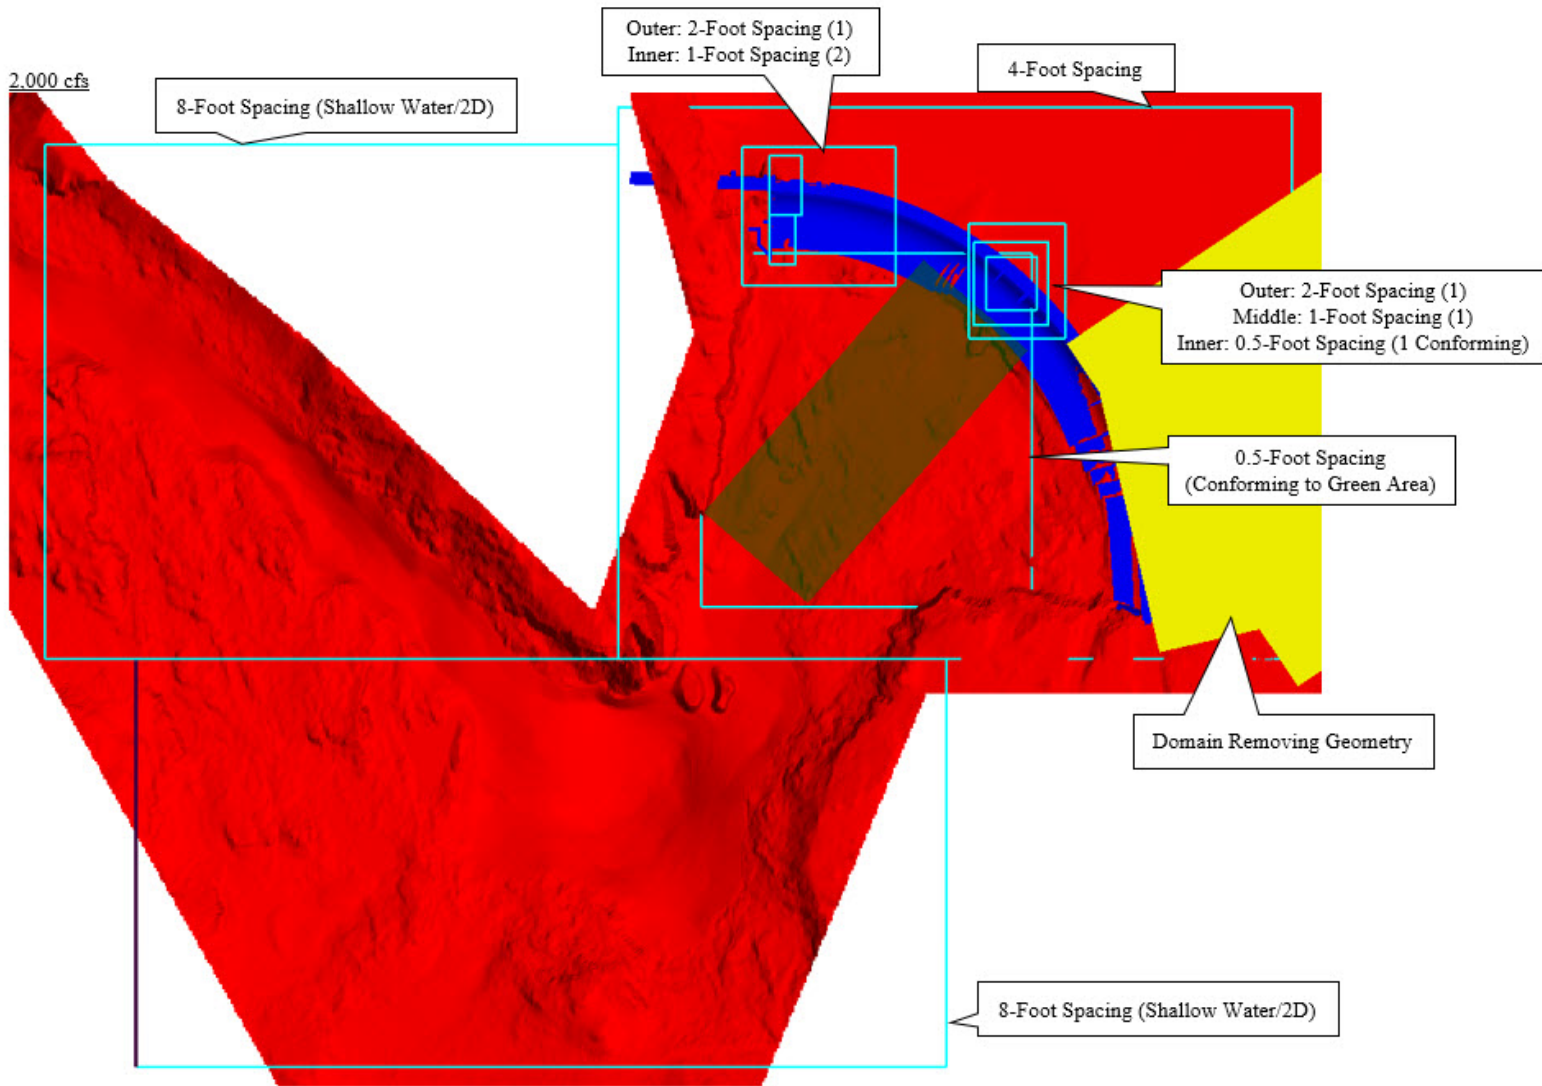 Outer: 2-Foot Spacing (1)
Inner: 1-Foot Spacing (2)
4-Foot Spacing
2,000 cfs
8-Foot Spacing (Shallow Water/2D)
Outer: 2-Foot Spacing (1)
Middle: 1-Foot Spacing (1)
Inner: 0.5-Foot Spacing (1 Conforming)
0.5-Foot Spacing
(Conforming to Green Area)
Domain Removing Geometry
8-Foot Spacing (Shallow Water/2D)